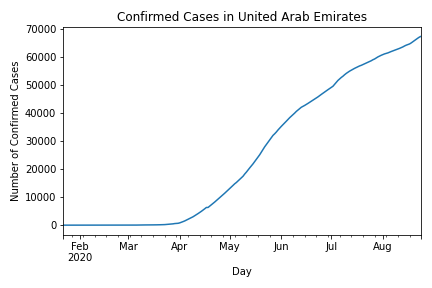 Confirmed Cases in United Arab Emirates
Number of Confirmed Cases
70000
60000
50000
40000
30000
20000
10000
0
Feb Mar Apr May Jun Jul Aug
2020
Day